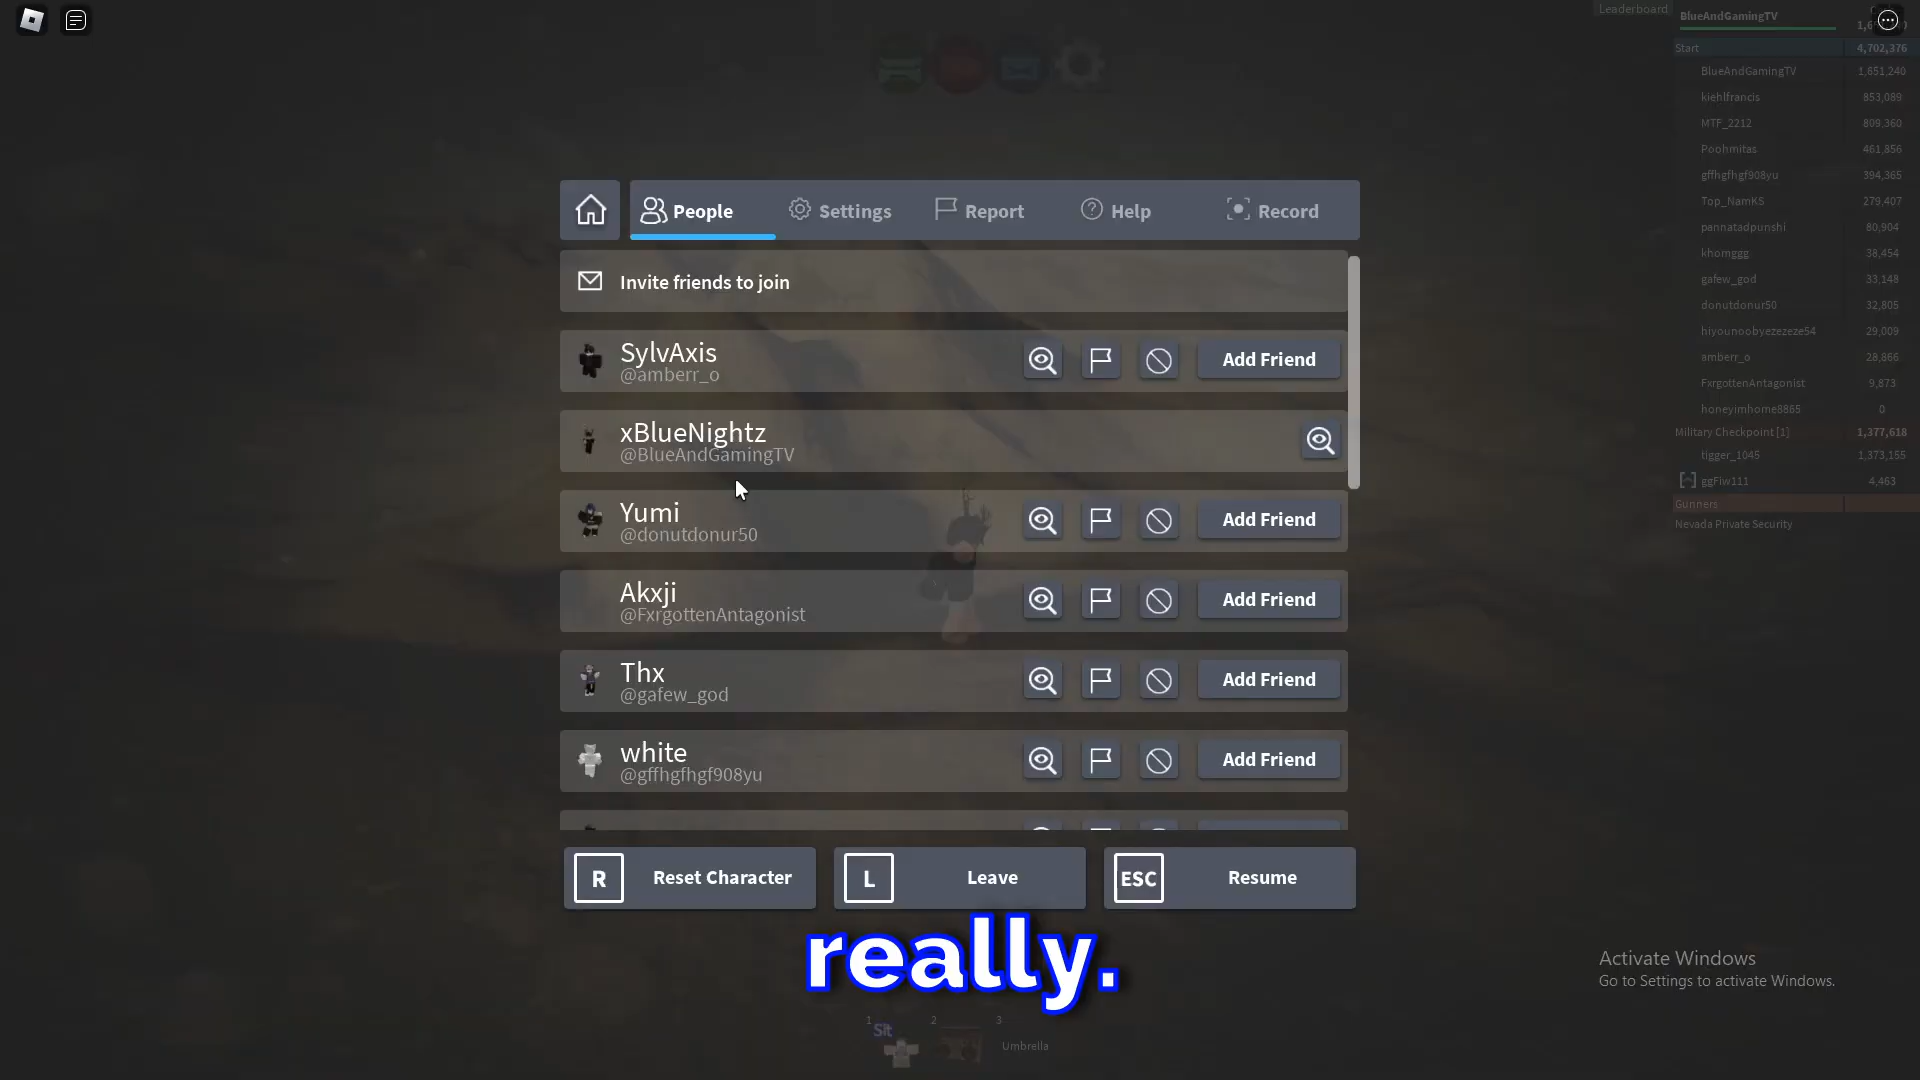 Leaderboard
BlueAndGamingTV
Start 4,702,376
BlueAndGamingTV 1,651,240
kiehlfrancis 853,089
MTF_2212 809,360
Poohmitas 461,856
gffhgfhgf908yu 394,365
Top_NamKS 279,407
pannatadpunshi 80,904
khomggg 38,454
gafew_god 33,148
donutdonur50 32,805
hiyounoobyezezeze54 29,009
amberr_o 28,866
FxrgottenAntagonist 9,873
honeyimhome8865 0
Military Checkpoint [1] 1,377,618
tigger_1045 1,373,155
ggFiw111 4,463
Gunners
Nevada Private Security
People Settings Report Help Record
Invite friends to join
SylvAxis
@amberr_o
Add Friend
xBlueNightz
@BlueAndGamingTV
Yumi
@donutdonur50
Add Friend
Akxji
@FxrgottenAntagonist
Add Friend
Thx
@gafew_god
Add Friend
white
@gffhgfhgf908yu
Add Friend
R Reset Character L Leave ESC Resume
really.
Activate Windows
Go to Settings to activate Windows.
1 2 3
Sit
Umbrella